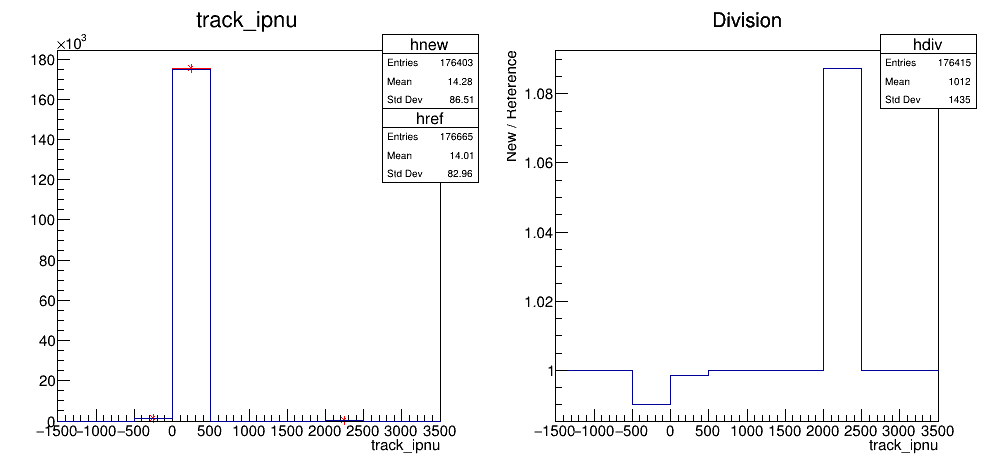 track_ipnu
×10³
180
160
140
120
100
80
60
40
20
0
−1500−1000−500 0 500 1000 1500 2000 2500 3000 3500
track_ipnu
hnew
Entries 176403
Mean 14.28
Std Dev 86.51
href
Entries 176665
Mean 14.01
Std Dev 82.96
Division
New / Reference
1.08
1.06
1.04
1.02
1
−1500−1000−500 0 500 1000 1500 2000 2500 3000 3500
track_ipnu
hdiv
Entries 176415
Mean 1012
Std Dev 1435